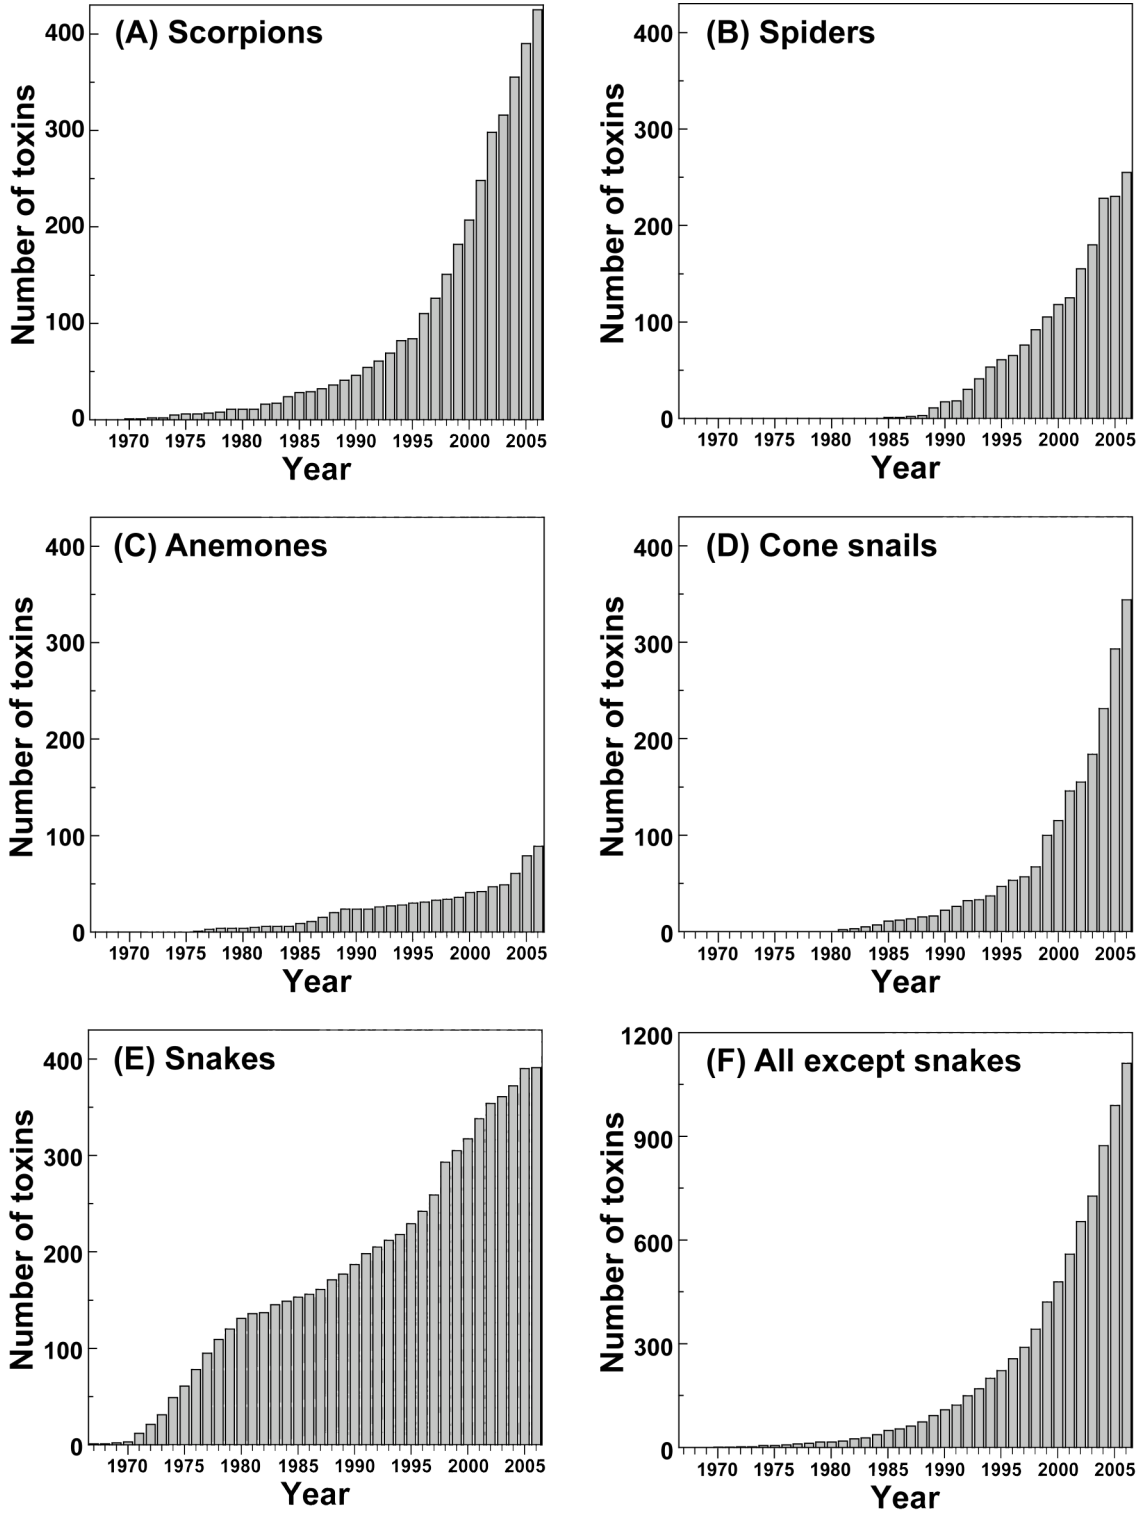 (A) Scorpions
Number of toxins
400
300
200
100
0
1970 1975 1980 1985 1990 1995 2000 2005
Year
(B) Spiders
Number of toxins
400
300
200
100
0
1970 1975 1980 1985 1990 1995 2000 2005
Year
(C) Anemones
Number of toxins
400
300
200
100
0
1970 1975 1980 1985 1990 1995 2000 2005
Year
(D) Cone snails
Number of toxins
400
300
200
100
0
1970 1975 1980 1985 1990 1995 2000 2005
Year
(E) Snakes
Number of toxins
400
300
200
100
0
1970 1975 1980 1985 1990 1995 2000 2005
Year
(F) All except snakes
Number of toxins
1200
900
600
300
0
1970 1975 1980 1985 1990 1995 2000 2005
Year